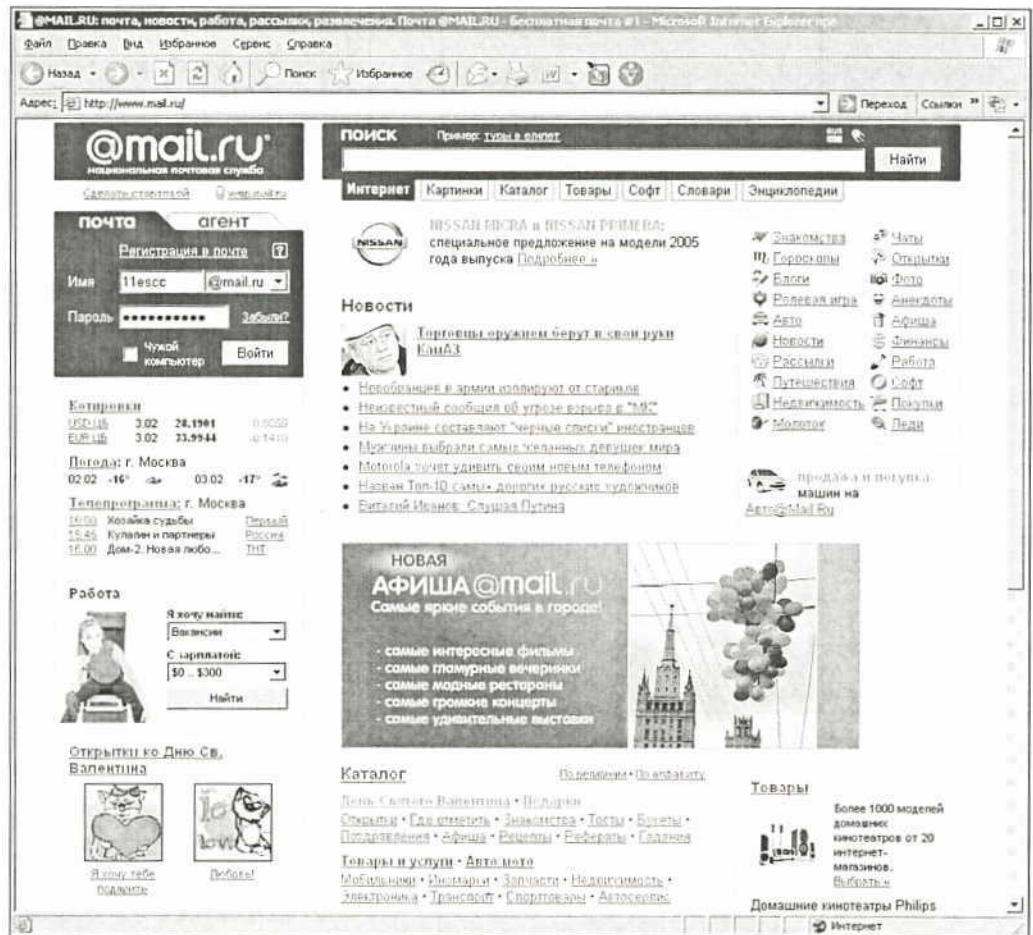 @MAIL.RU: почта, новости, работа, рассылки, развлечения. Почта @MAIL.RU - бесплатная почта #1 - Microsoft Internet Explorer пре
Файл Правка Вид Избранное Сервис Справка
Назад Поиск Избранное
Адрес: http://www.mail.ru/ Переход Ссылки »
@mail.ru
национальная почтовая служба
Сделать стартовой wap.mail.ru
ПОИСК Пример: туры в египет
Найти
Интернет Картинки Каталог Товары Софт Словари Энциклопедии
почта агент
Регистрация в почте ?
Имя 11escc @mail.ru
Пароль •••••••••• Забыли?
Чужой компьютер Войти
NISSAN
NISSAN MICRA и NISSAN PRIMERA:
специальное предложение на модели 2005
года выпуска Подробнее »
Новости
Торговцы оружием берут в свои руки
КамАЗ
Новобранцев в армии изолируют от стариков
Неизвестный сообщил об угрозе взрыва в "МК"
На Украине составляют "черные списки" иностранцев
Мужчины выбрали самых желанных девушек мира
Motorola хочет удивить своим новым телефоном
Назван Топ-10 самых дорогих русских художников
Виталий Иванов: Слушая Путина
Знакомства Чаты
Гороскопы Открытки
Блоги Фото
Ролевая игра Анекдоты
Авто Афиша
Новости Финансы
Рассылки Работа
Путешествия Софт
Недвижимость Покупки
Молоток Леди
продажа и покупка
машин на
Авто@Mail.Ru
Котировки
USD ЦБ 3.02 28.1901
EUR ЦБ 3.02 33.9944
Погода: г. Москва
02.02 -16° 03.02 -17°
Телепрограмма: г. Москва
Хозяйка судьбы Первый
15:45 Кулагин и партнеры Россия
16:00 Дом-2. Новая любо... ТНТ
Работа
Я хочу найти:
Вакансии
С зарплатой:
$0 .. $300
Найти
НОВАЯ
АФИША@mail.ru
Самые яркие события в городе!
- самые интересные фильмы
- самые гламурные вечеринки
- самые модные рестораны
- самые громкие концерты
- самые удивительные выставки
Открытки ко Дню Св.
Валентина
Я хочу тебе
подарить
Любовь!
Каталог По регионам • По алфавиту
День Святого Валентина • Подарки
Открытки • Где отметить • Знакомства • Тосты • Букеты •
Поздравления • Афиша • Рецепты • Рефераты • Гадания
Товары и услуги • Авто мото
Мобильники • Иномарки • Запчасти • Недвижимость •
Электроника • Транспорт • Спорттовары • Автосервис
Товары
Более 1000 моделей
домашних
кинотеатров от 20
интернет-
магазинов.
Выбрать »
Домашние кинотеатры Philips
Интернет